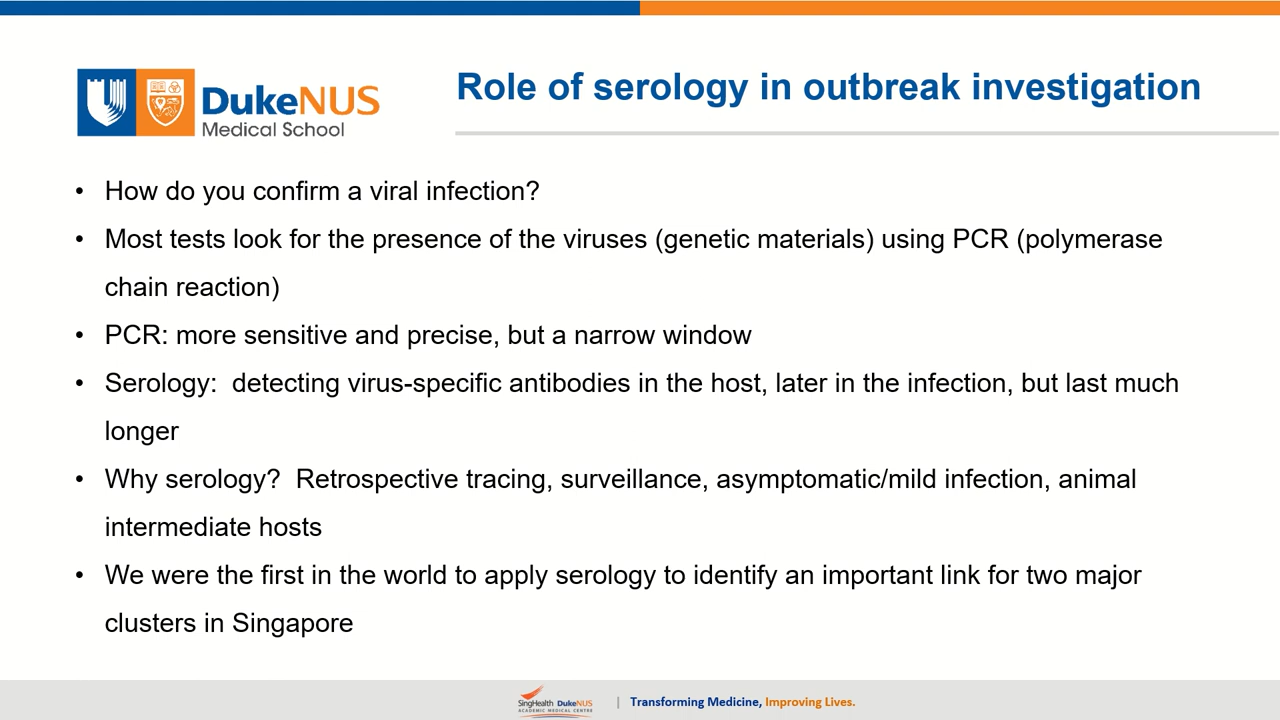 DukeNUS
Medical School
Role of serology in outbreak investigation
• How do you confirm a viral infection?
• Most tests look for the presence of the viruses (genetic materials) using PCR (polymerase
chain reaction)
• PCR: more sensitive and precise, but a narrow window
• Serology:  detecting virus-specific antibodies in the host, later in the infection, but last much
longer
• Why serology?  Retrospective tracing, surveillance, asymptomatic/mild infection, animal
intermediate hosts
• We were the first in the world to apply serology to identify an important link for two major
clusters in Singapore
SingHealth DukeNUS
ACADEMIC MEDICAL CENTRE
| Transforming Medicine, Improving Lives.